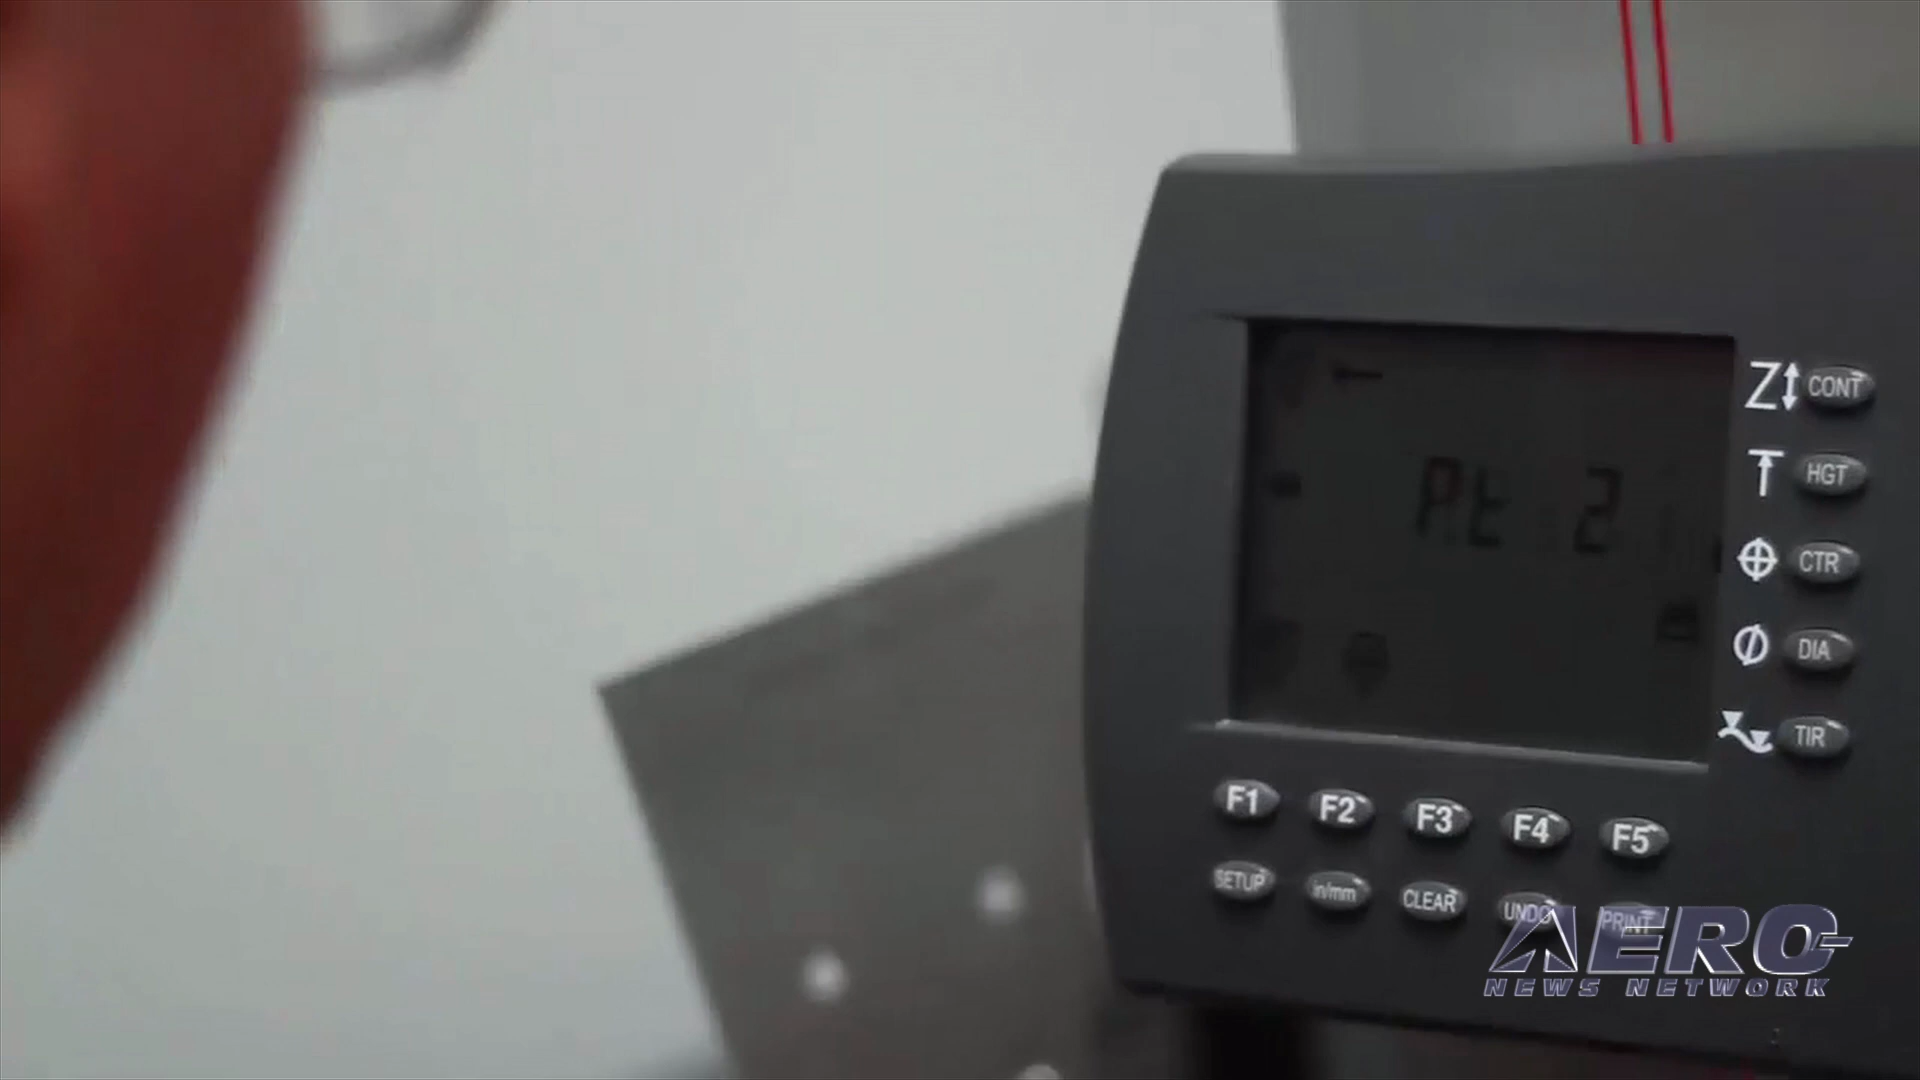 Z CONT
Pt 2
HGT
CTR
DIA
TIR
F1 F2 F3 F4 F5
SETUP in/mm CLEAR UNDO PRINT
AERO
NEWS NETWORK